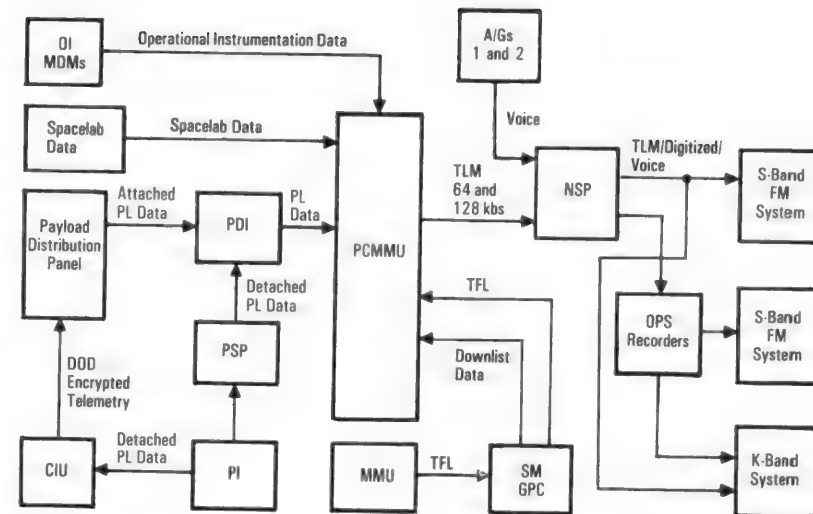 OI
MDMs
Operational Instrumentation Data
A/Gs
1 and 2
Spacelab
Data
Spacelab Data
Voice
TLM/Digitized/
Voice
S-Band
FM
System
NSP
TLM
64 and
128 kbs
Payload
Distribution
Panel
Attached
PL Data
PDI
PL
Data
PCMMU
Detached
PL Data
TFL
PSP
Downlist
Data
OPS
Recorders
S-Band
FM
System
DOD
Encrypted
Telemetry
CIU
Detached
PL Data
PI
MMU
TFL
SM
GPC
K-Band
System